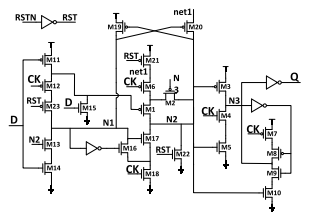 RSTN RST
net1
M19 M20
M11 RST M21
net1
CK M12 CK M6 N 3 M3 Q
RST M23 D M15 M1 M2 N3
CK M4
D N1 N2 CK M7
N2 M13 M17 M5 M8
M16 RST M22 M9
M14 CK M18 M10